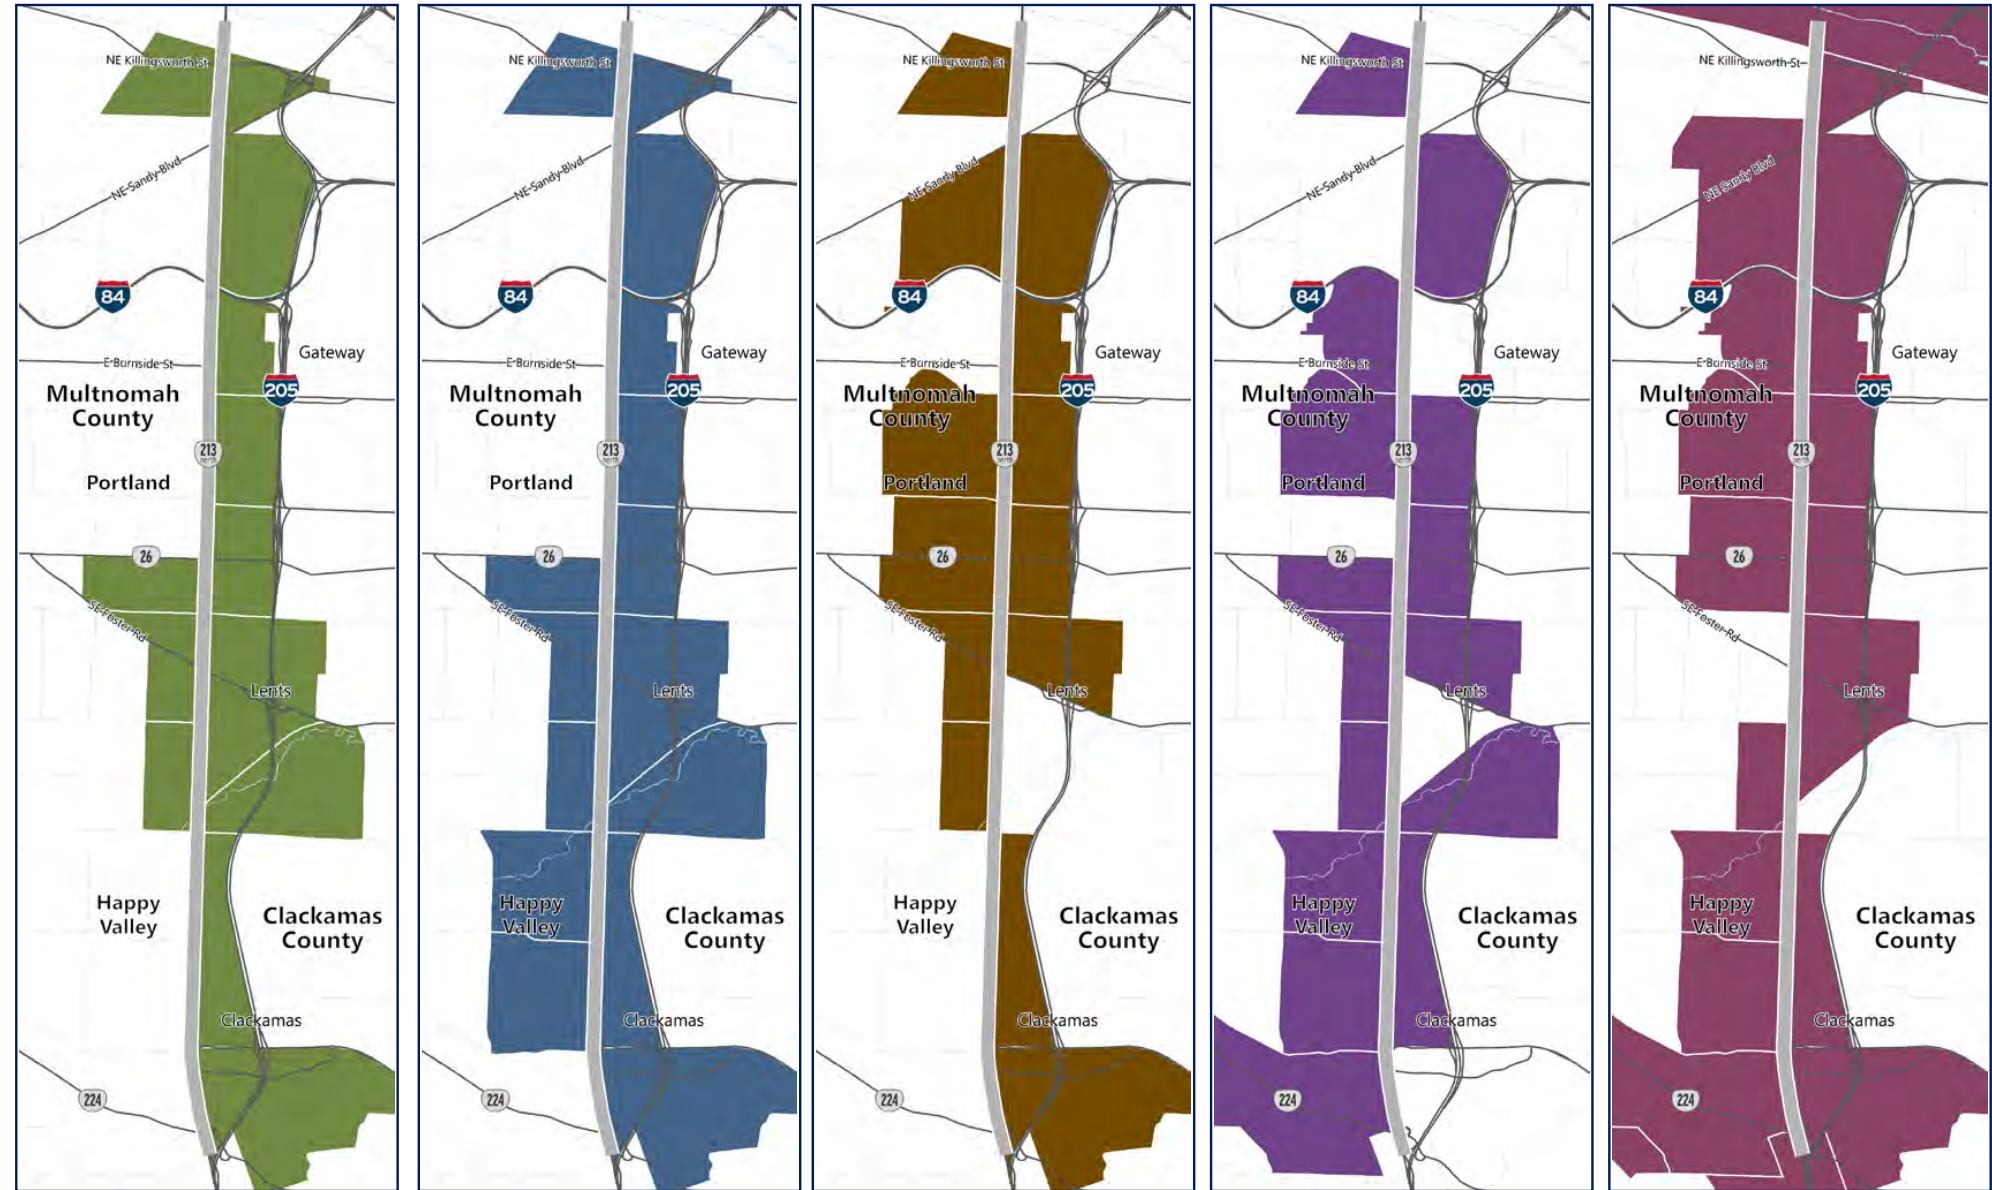 NE Killingsworth St
NE Sandy Blvd
84
E Burnside St
Gateway
205
Multnomah
County
213
north
Portland
26
SE Foster Rd
Lents
Happy
Valley
Clackamas
County
Clackamas
224
NE Killingsworth St
NE Sandy Blvd
84
E Burnside St
Gateway
205
Multnomah
County
213
north
Portland
26
SE Foster Rd
Lents
Happy
Valley
Clackamas
County
Clackamas
224
NE Killingsworth St
NE Sandy Blvd
84
E Burnside St
Gateway
205
Multnomah
County
213
north
Portland
26
SE Foster Rd
Lents
Happy
Valley
Clackamas
County
Clackamas
224
NE Killingsworth St
NE Sandy Blvd
84
E Burnside St
Gateway
205
Multnomah
County
213
north
Portland
26
SE Foster Rd
Lents
Happy
Valley
Clackamas
County
Clackamas
224
NE Killingsworth St
NE Sandy Blvd
84
E Burnside St
Gateway
205
Multnomah
County
213
north
Portland
26
SE Foster Rd
Lents
Happy
Valley
Clackamas
County
Clackamas
224